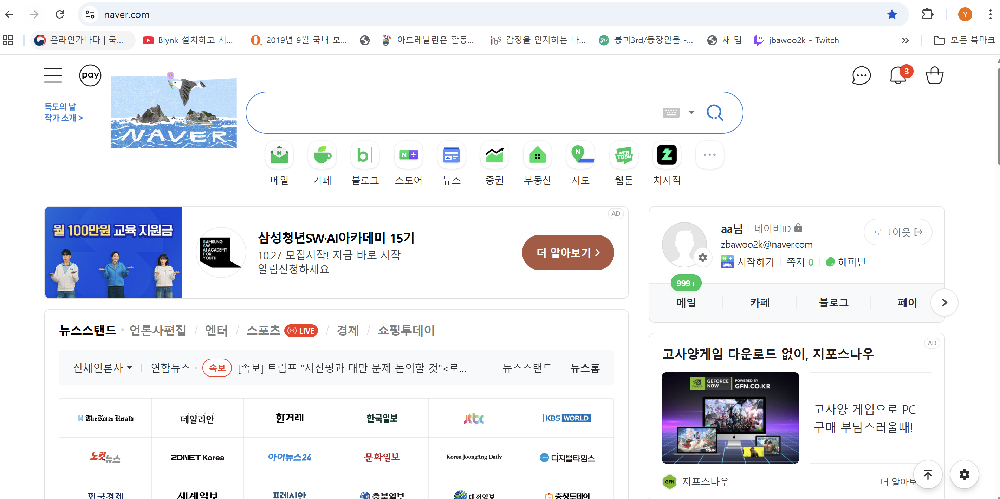 naver.com
Y
온라인가나다 | 국...
Blynk 설치하고 시...
2019년 9월 국내 모...
아드레날린은 활동...
ibs 감정을 인지하는 나...
붕괴3rd/등장인물 -...
새 탭
jbawoo2k - Twitch
모든 북마크
pay
3
독도의 날
작가 소개 >
NAVER
메일
카페
블로그
스토어
뉴스
증권
부동산
지도
WEB
TOON
웹툰
치지직
월 100만원 교육 지원금
SAMSUNG
SW
AI ACADEMY
FOR
YOUTH
삼성청년SW·AI아카데미 15기
10.27 모집시작! 지금 바로 시작
알림신청하세요
더 알아보기
AD
aa님 네이버ID
로그아웃
zbawoo2k@naver.com
N+
멤버십
시작하기
쪽지 0
해피빈
999+
메일
카페
블로그
페이
뉴스스탠드
언론사편집
엔터
스포츠
LIVE
경제
쇼핑투데이
전체언론사
연합뉴스
속보
[속보] 트럼프 "시진핑과 대만 문제 논의할 것"<로...
뉴스스탠드
뉴스홈
The Korea Herald
데일리안
한겨레
한국일보
jtbc
KBS WORLD
노컷뉴스
ZDNET Korea
아이뉴스24
문화일보
Korea JoongAng Daily
디지털타임스
한국경제
세계일보
프레시안
충북일보
대전일보
충청투데이
AD
고사양게임 다운로드 없이, 지포스나우
NVIDIA
GEFORCE
NOW
POWERED BY
GFN.CO.KR
LOST ARK
ETERNAL
RETURN
OVERWATCH 2
고사양 게임으로 PC
구매 부담스러울때!
GFN
지포스나우
더 알아보